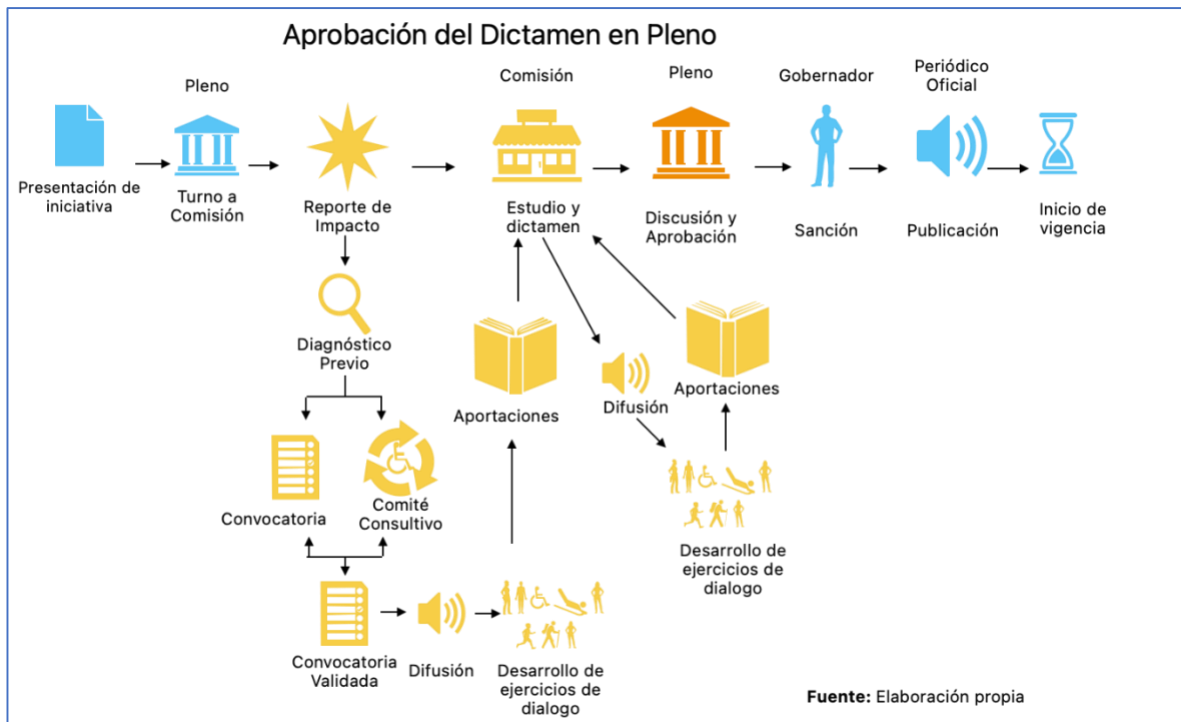 Aprobación del Dictamen en Pleno
Pleno
Comisión
Pleno
Gobernador
Periódico
Oficial
Presentación de
iniciativa
Turno a
Comisión
Reporte de
Impacto
Estudio y
dictamen
Discusión y
Aprobación
Sanción
Publicación
Inicio de
vigencia
Diagnóstico
Previo
Aportaciones
Difusión
Aportaciones
Convocatoria
Comité
Consultivo
Desarrollo de
ejercicios de
dialogo
Convocatoria
Validada
Difusión
Desarrollo de
ejercicios de
dialogo
Fuente: Elaboración propia